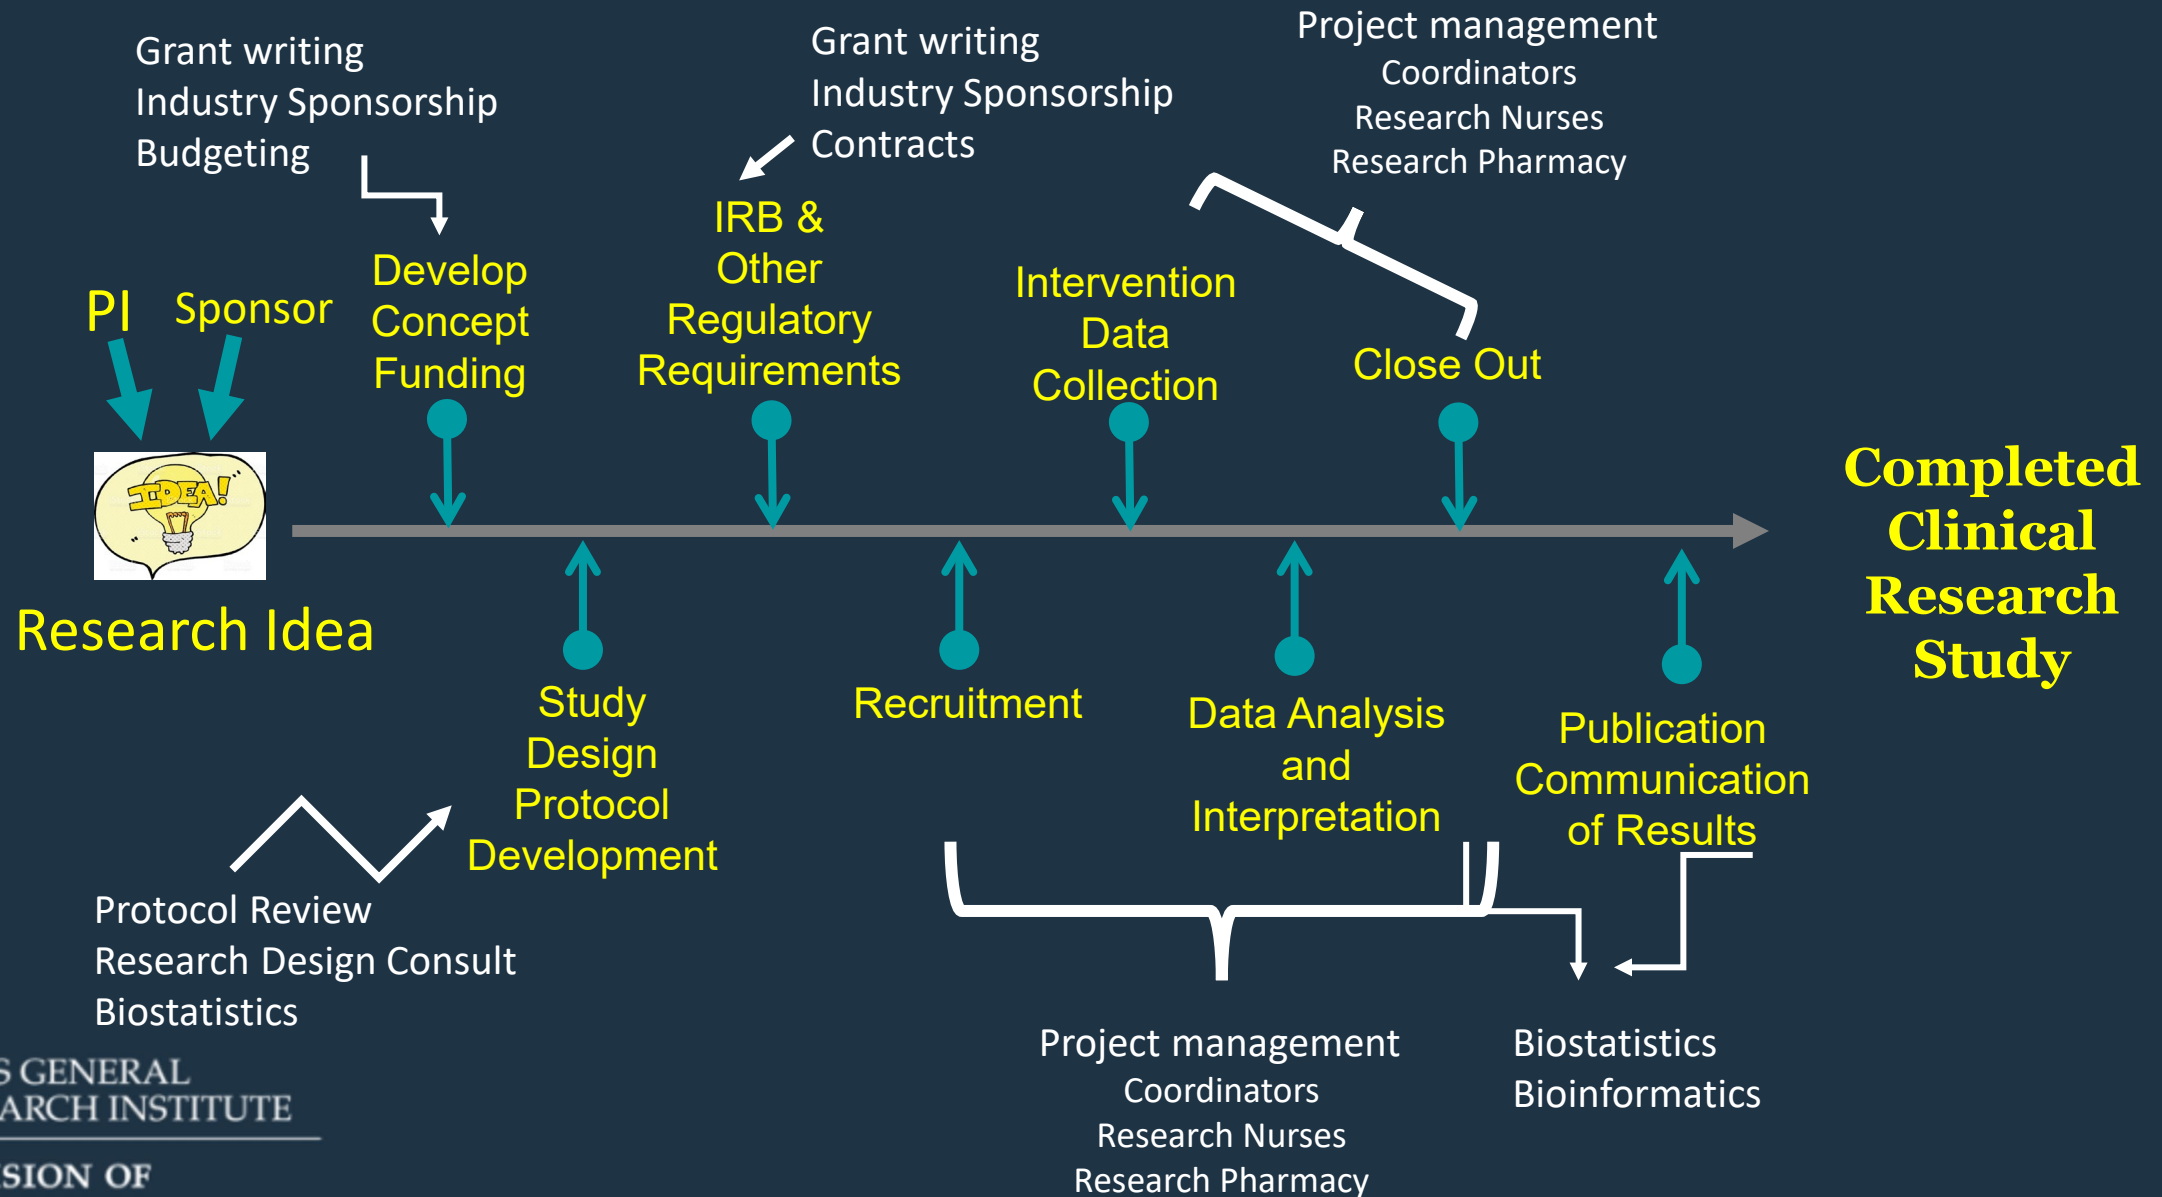 Grant writing
Industry Sponsorship
Budgeting
Grant writing
Industry Sponsorship
Contracts
Project management
Coordinators
Research Nurses
Research Pharmacy
PI
Sponsor
Develop
Concept
Funding
IRB &
Other
Regulatory
Requirements
Intervention
Data
Collection
Close Out
IDEA!
Research Idea
Completed
Clinical
Research
Study
Study
Design
Protocol
Development
Recruitment
Data Analysis
and
Interpretation
Publication
Communication
of Results
Protocol Review
Research Design Consult
Biostatistics
Project management
Coordinators
Research Nurses
Research Pharmacy
Biostatistics
Bioinformatics
S GENERAL
ARCH INSTITUTE
SION OF